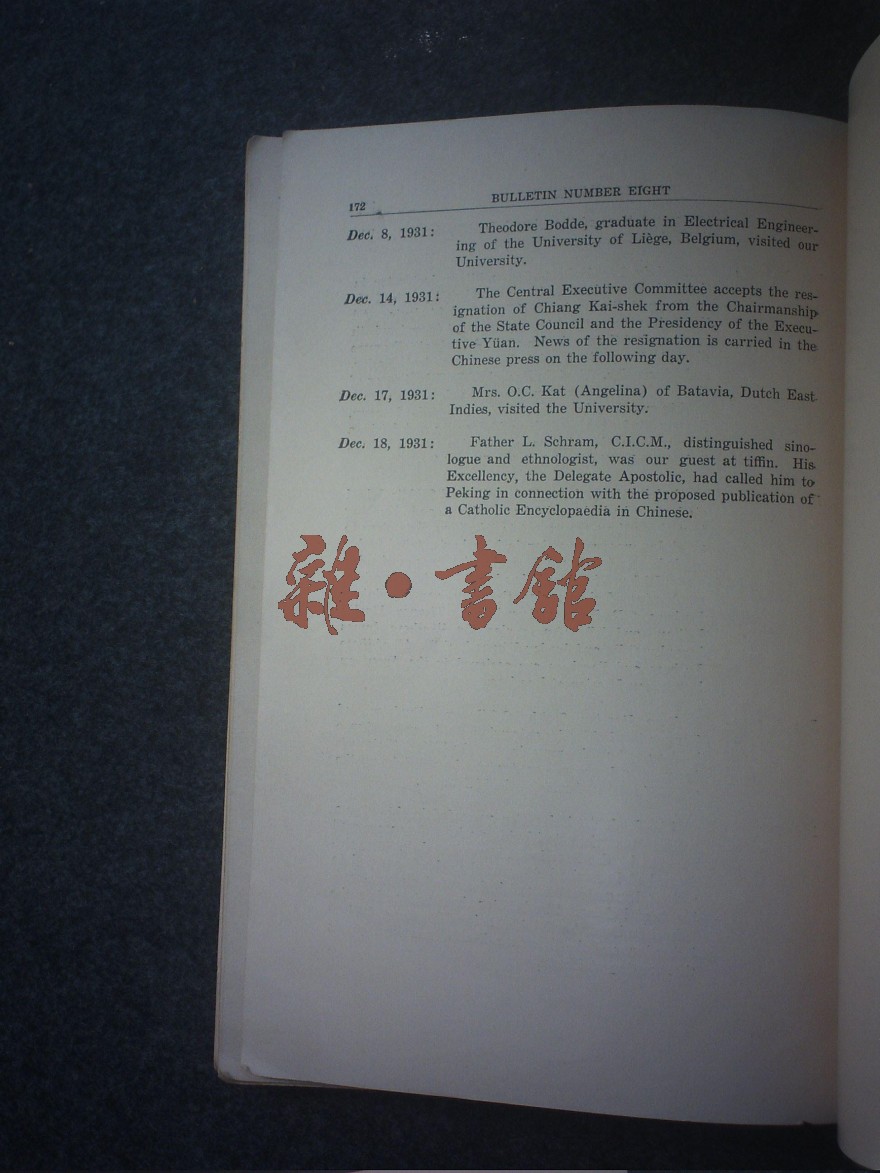 172
BULLETIN NUMBER EIGHT
Dec. 8, 1931: Theodore Bodde, graduate in Electrical Engineer-
ing of the University of Liège, Belgium, visited our
University.
Dec. 14, 1931: The Central Executive Committee accepts the res-
ignation of Chiang Kai-shek from the Chairmanship
of the State Council and the Presidency of the Execu-
tive Yüan. News of the resignation is carried in the
Chinese press on the following day.
Dec. 17, 1931: Mrs. O.C. Kat (Angelina) of Batavia, Dutch East
Indies, visited the University.
Dec. 18, 1931: Father L. Schram, C.I.C.M., distinguished sino-
logue and ethnologist, was our guest at tiffin. His
Excellency, the Delegate Apostolic, had called him to
Peking in connection with the proposed publication of
a Catholic Encyclopaedia in Chinese.
雜·書館